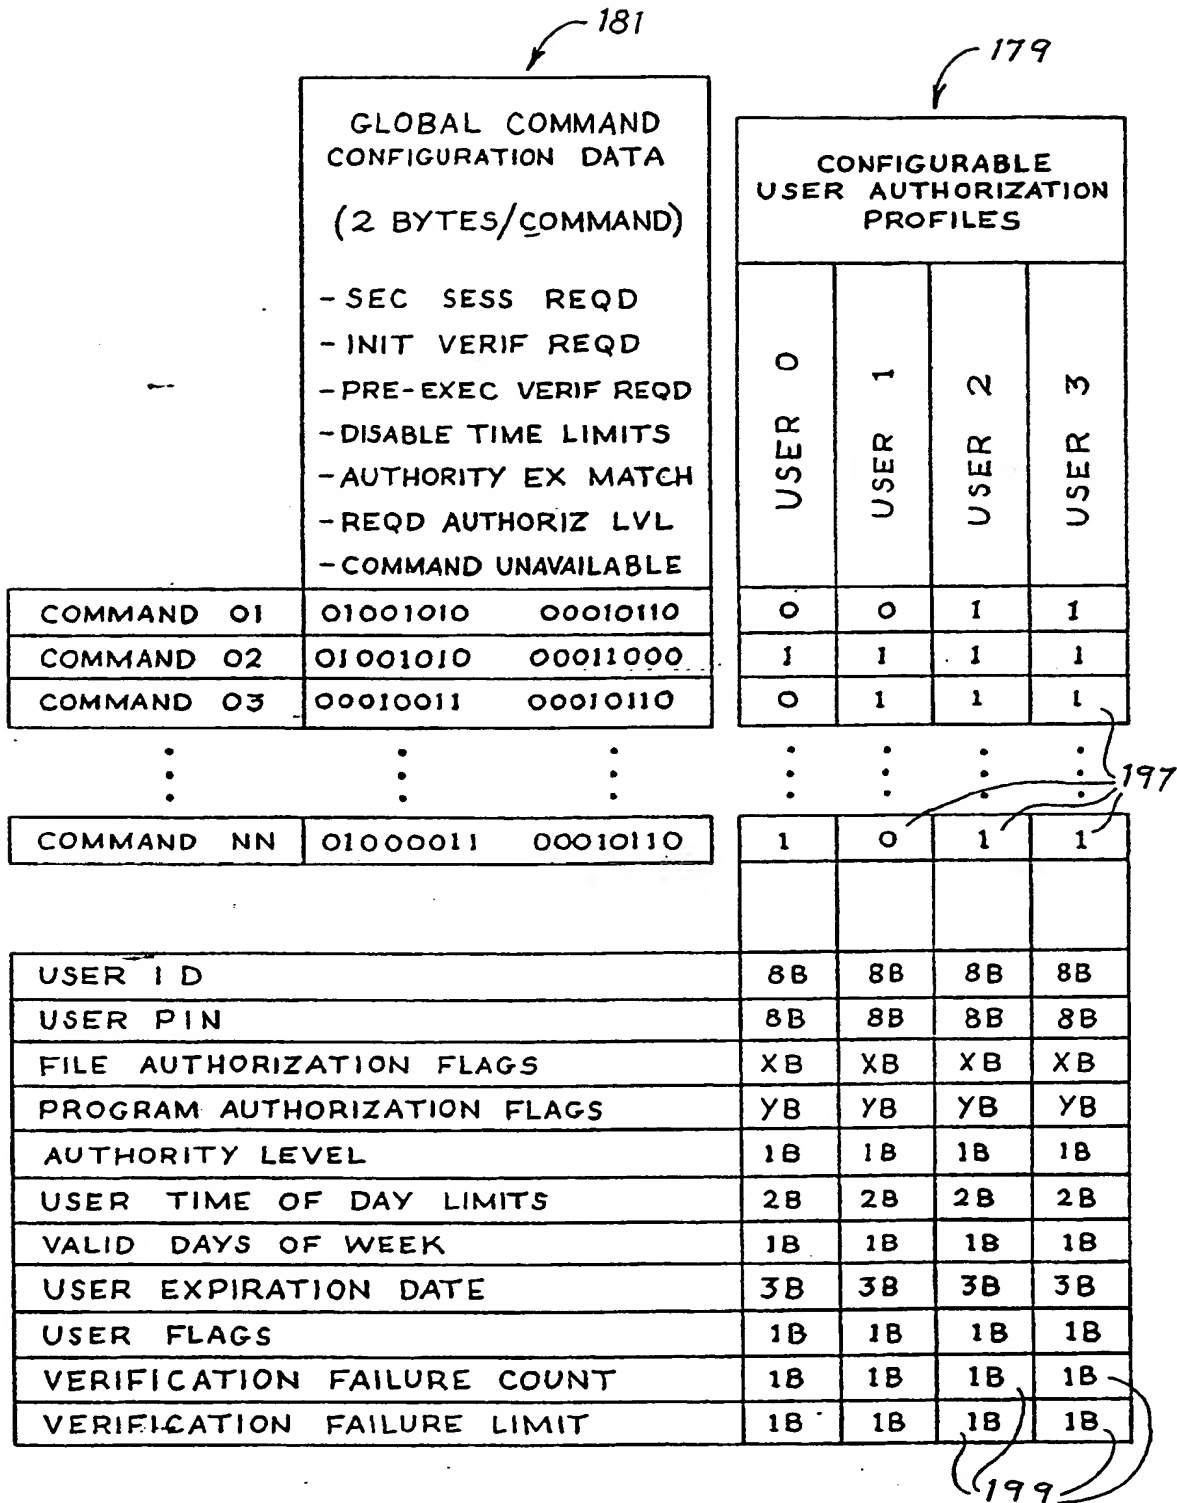 181
179
GLOBAL COMMAND
CONFIGURATION DATA
(2 BYTES/COMMAND)
- SEC SESS REQD
- INIT VERIF REQD
- PRE-EXEC VERIF REQD
- DISABLE TIME LIMITS
- AUTHORITY EX MATCH
- REQD AUTHORIZ LVL
- COMMAND UNAVAILABLE
CONFIGURABLE
USER AUTHORIZATION
PROFILES
USER 0
USER 1
USER 2
USER 3
COMMAND 01 01001010 00010110 0 0 1 1
COMMAND 02 01001010 00011000 1 1 1 1
COMMAND 03 00010011 00010110 0 1 1 1
197
COMMAND NN 01000011 00010110 1 0 1 1
USER ID 8B 8B 8B 8B
USER PIN 8B 8B 8B 8B
FILE AUTHORIZATION FLAGS XB XB XB XB
PROGRAM AUTHORIZATION FLAGS YB YB YB YB
AUTHORITY LEVEL 1B 1B 1B 1B
USER TIME OF DAY LIMITS 2B 2B 2B 2B
VALID DAYS OF WEEK 1B 1B 1B 1B
USER EXPIRATION DATE 3B 3B 3B 3B
USER FLAGS 1B 1B 1B 1B
VERIFICATION FAILURE COUNT 1B 1B 1B 1B
VERIFICATION FAILURE LIMIT 1B 1B 1B 1B
199